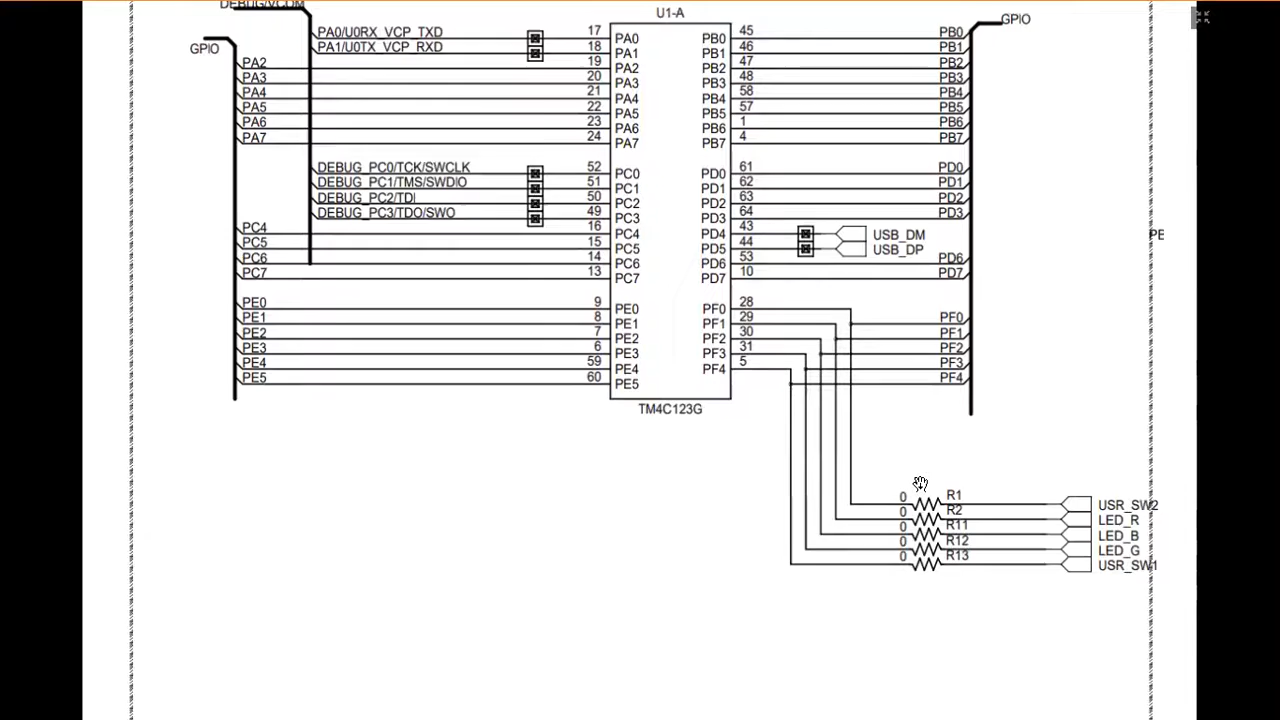 DEBUG/VCOM
U1-A
GPIO
GPIO
PA0/U0RX_VCP_TXD 17 PA0 PB0 45 PB0
PA1/U0TX_VCP_RXD 18 PA1 PB1 46 PB1
PA2 19 PA2 PB2 47 PB2
PA3 20 PA3 PB3 48 PB3
PA4 21 PA4 PB4 58 PB4
PA5 22 PA5 PB5 57 PB5
PA6 23 PA6 PB6 1 PB6
PA7 24 PA7 PB7 4 PB7
DEBUG_PC0/TCK/SWCLK 52 PC0 PD0 61 PD0
DEBUG_PC1/TMS/SWDIO 51 PC1 PD1 62 PD1
DEBUG_PC2/TDI 50 PC2 PD2 63 PD2
DEBUG_PC3/TDO/SWO 49 PC3 PD3 64 PD3
PC4 16 PC4 PD4 43 USB_DM PE
PC5 15 PC5 PD5 44 USB_DP
PC6 14 PC6 PD6 53 PD6
PC7 13 PC7 PD7 10 PD7
PE0 9 PE0 PF0 28
PE1 8 PE1 PF1 29 PF0
PE2 7 PE2 PF2 30 PF1
PE3 6 PE3 PF3 31 PF2
PE4 59 PE4 PF4 5 PF3
PE5 60 PE5 PF4
TM4C123G
0 R1 USR_SW2
0 R2 LED_R
0 R11 LED_B
0 R12 LED_G
0 R13 USR_SW1